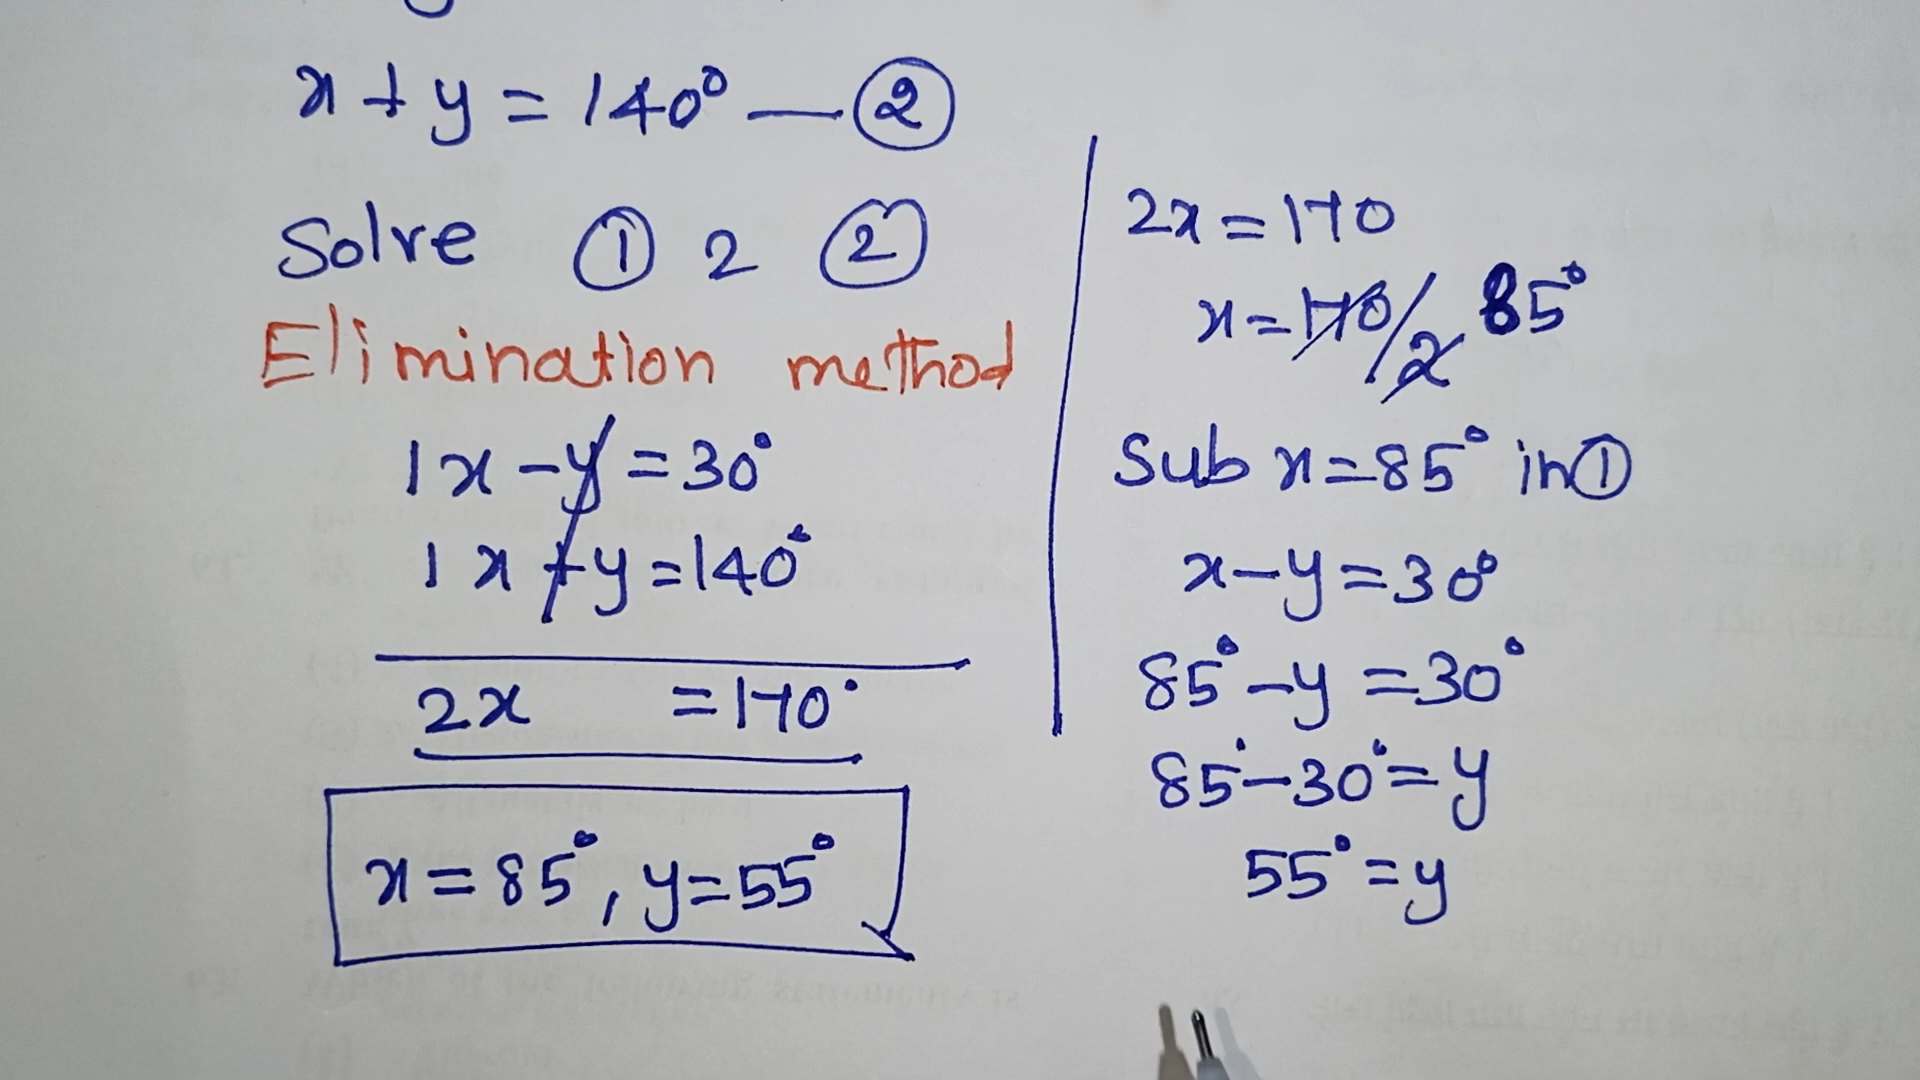 x + y = 140° — ②
Solve ① 2 ②
Elimination method
1x - y = 30°
1x + y = 140°
2x = 170°
x = 85°, y = 55°
2x = 170
x = 170/2 85°
Sub x = 85° in ①
x - y = 30°
85° - y = 30°
85° - 30° = y
55° = y